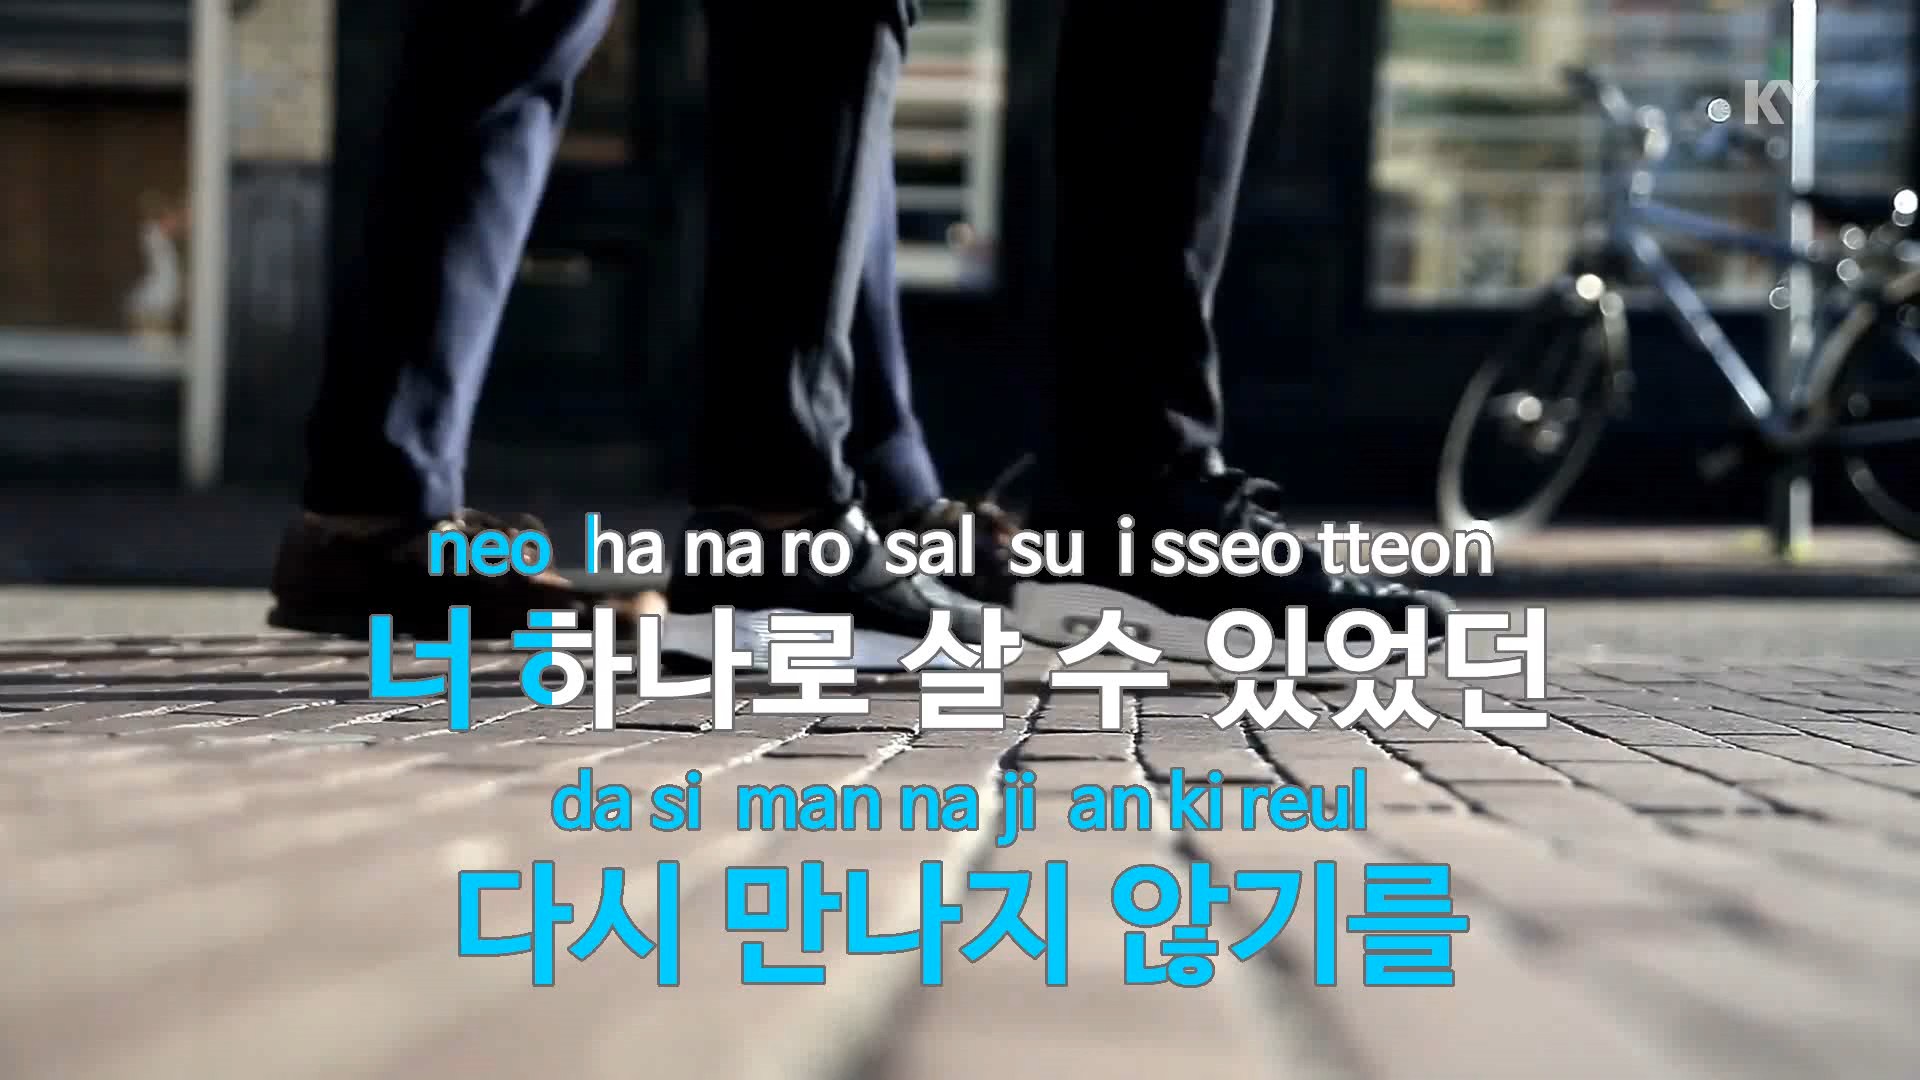 KY
neo ha na ro sal su i sseo tteon
너 하나로 살 수 있었던
da si man na ji an ki reul
다시 만나지 않기를